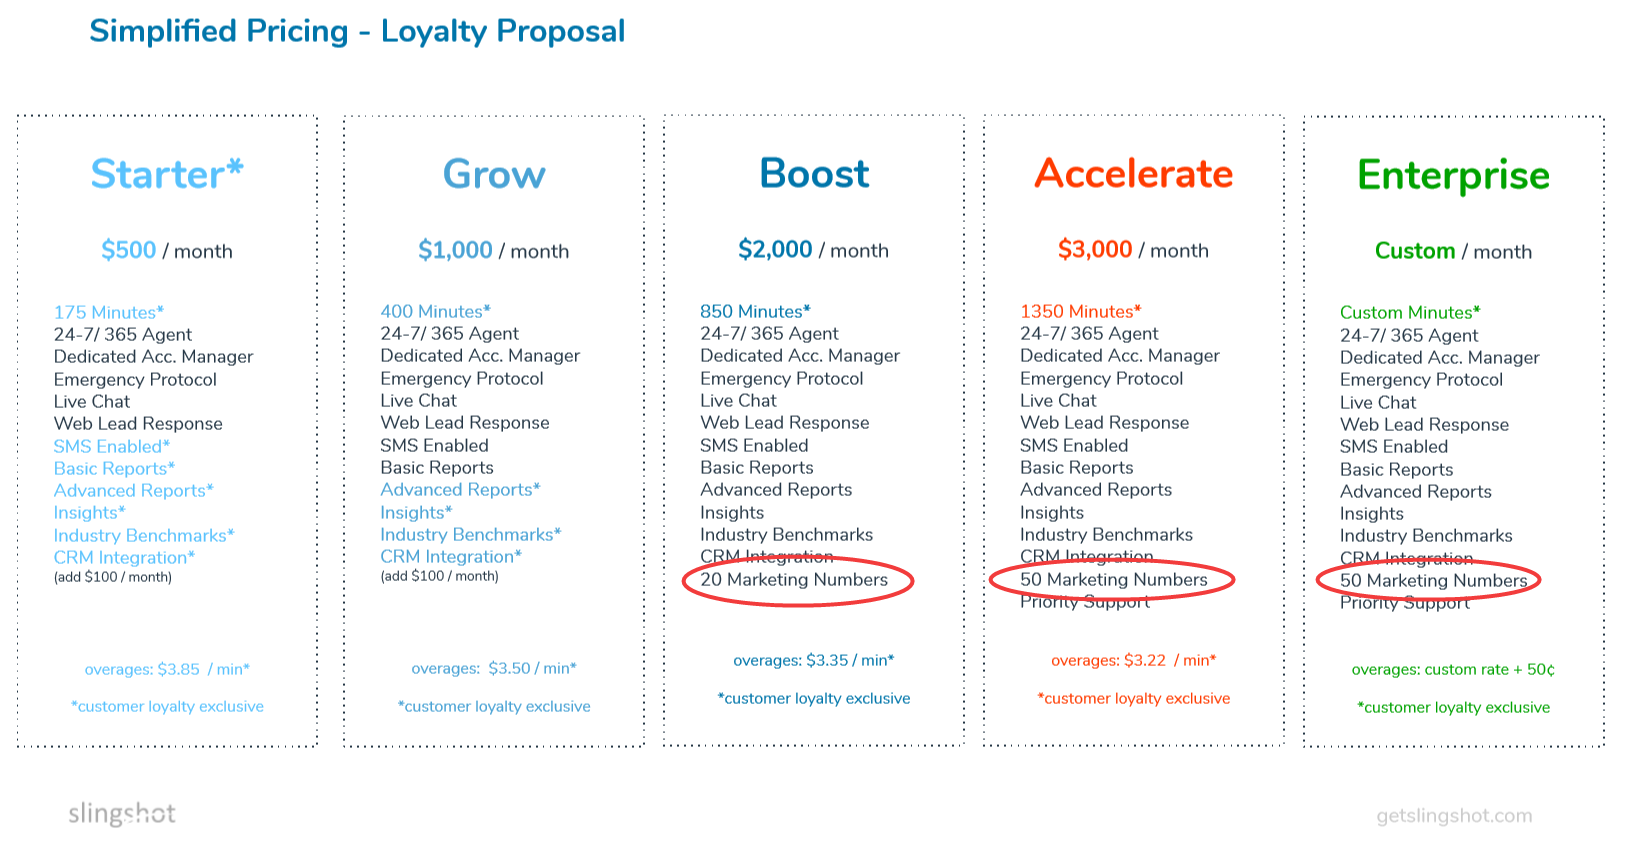 Simplified Pricing - Loyalty Proposal
Starter*
$500 / month
175 Minutes*
24-7/ 365 Agent
Dedicated Acc. Manager
Emergency Protocol
Live Chat
Web Lead Response
SMS Enabled*
Basic Reports*
Advanced Reports*
Insights*
Industry Benchmarks*
CRM Integration*
(add $100 / month)
overages: $3.85 / min*
*customer loyalty exclusive
Grow
$1,000 / month
400 Minutes*
24-7/ 365 Agent
Dedicated Acc. Manager
Emergency Protocol
Live Chat
Web Lead Response
SMS Enabled
Basic Reports
Advanced Reports*
Insights*
Industry Benchmarks*
CRM Integration*
(add $100 / month)
overages: $3.50 / min*
*customer loyalty exclusive
Boost
$2,000 / month
850 Minutes*
24-7/ 365 Agent
Dedicated Acc. Manager
Emergency Protocol
Live Chat
Web Lead Response
SMS Enabled
Basic Reports
Advanced Reports
Insights
Industry Benchmarks
CRM Integration
20 Marketing Numbers
overages: $3.35 / min*
*customer loyalty exclusive
Accelerate
$3,000 / month
1350 Minutes*
24-7/ 365 Agent
Dedicated Acc. Manager
Emergency Protocol
Live Chat
Web Lead Response
SMS Enabled
Basic Reports
Advanced Reports
Insights
Industry Benchmarks
CRM Integration
50 Marketing Numbers
Priority Support
overages: $3.22 / min*
*customer loyalty exclusive
Enterprise
Custom / month
Custom Minutes*
24-7/ 365 Agent
Dedicated Acc. Manager
Emergency Protocol
Live Chat
Web Lead Response
SMS Enabled
Basic Reports
Advanced Reports
Insights
Industry Benchmarks
CRM Integration
50 Marketing Numbers
Priority Support
overages: custom rate + 50¢
*customer loyalty exclusive
slingshot
getslingshot.com